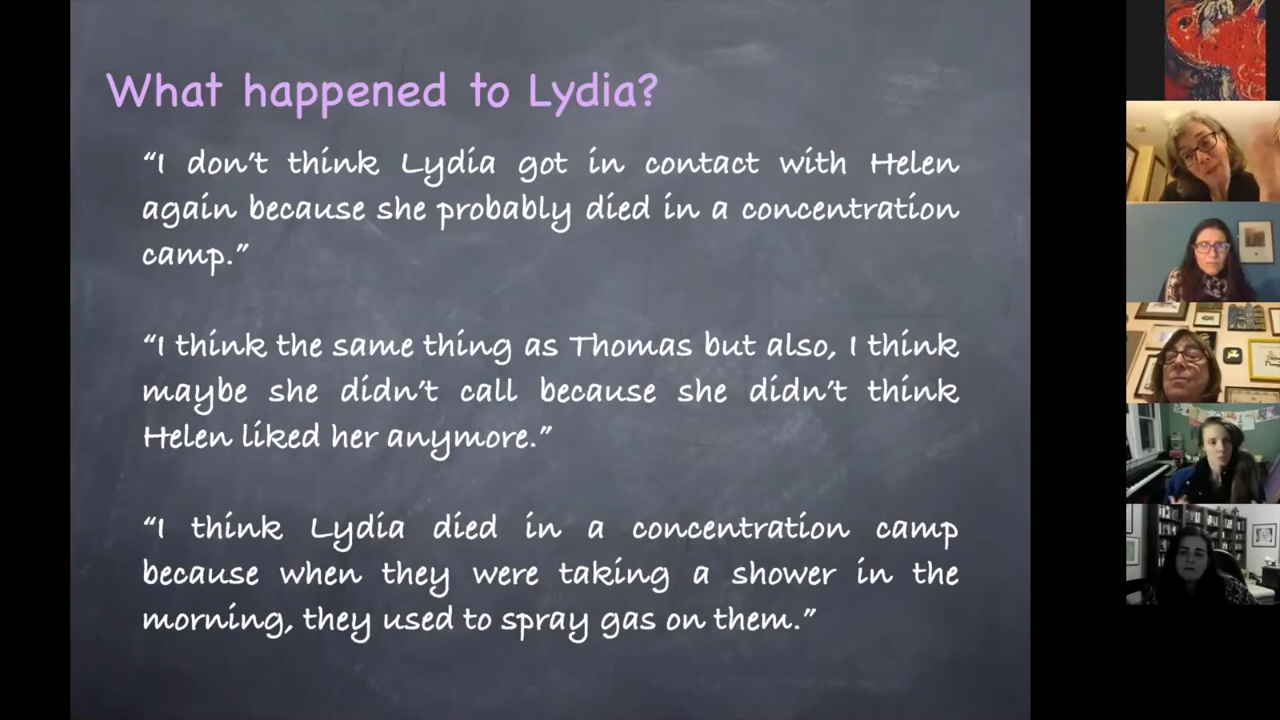 What happened to Lydia?
“I don’t think Lydia got in contact with Helen
again because she probably died in a concentration
camp.”
“I think the same thing as Thomas but also, I think
maybe she didn’t call because she didn’t think
Helen liked her anymore.”
“I think Lydia died in a concentration camp
because when they were taking a shower in the
morning, they used to spray gas on them.”